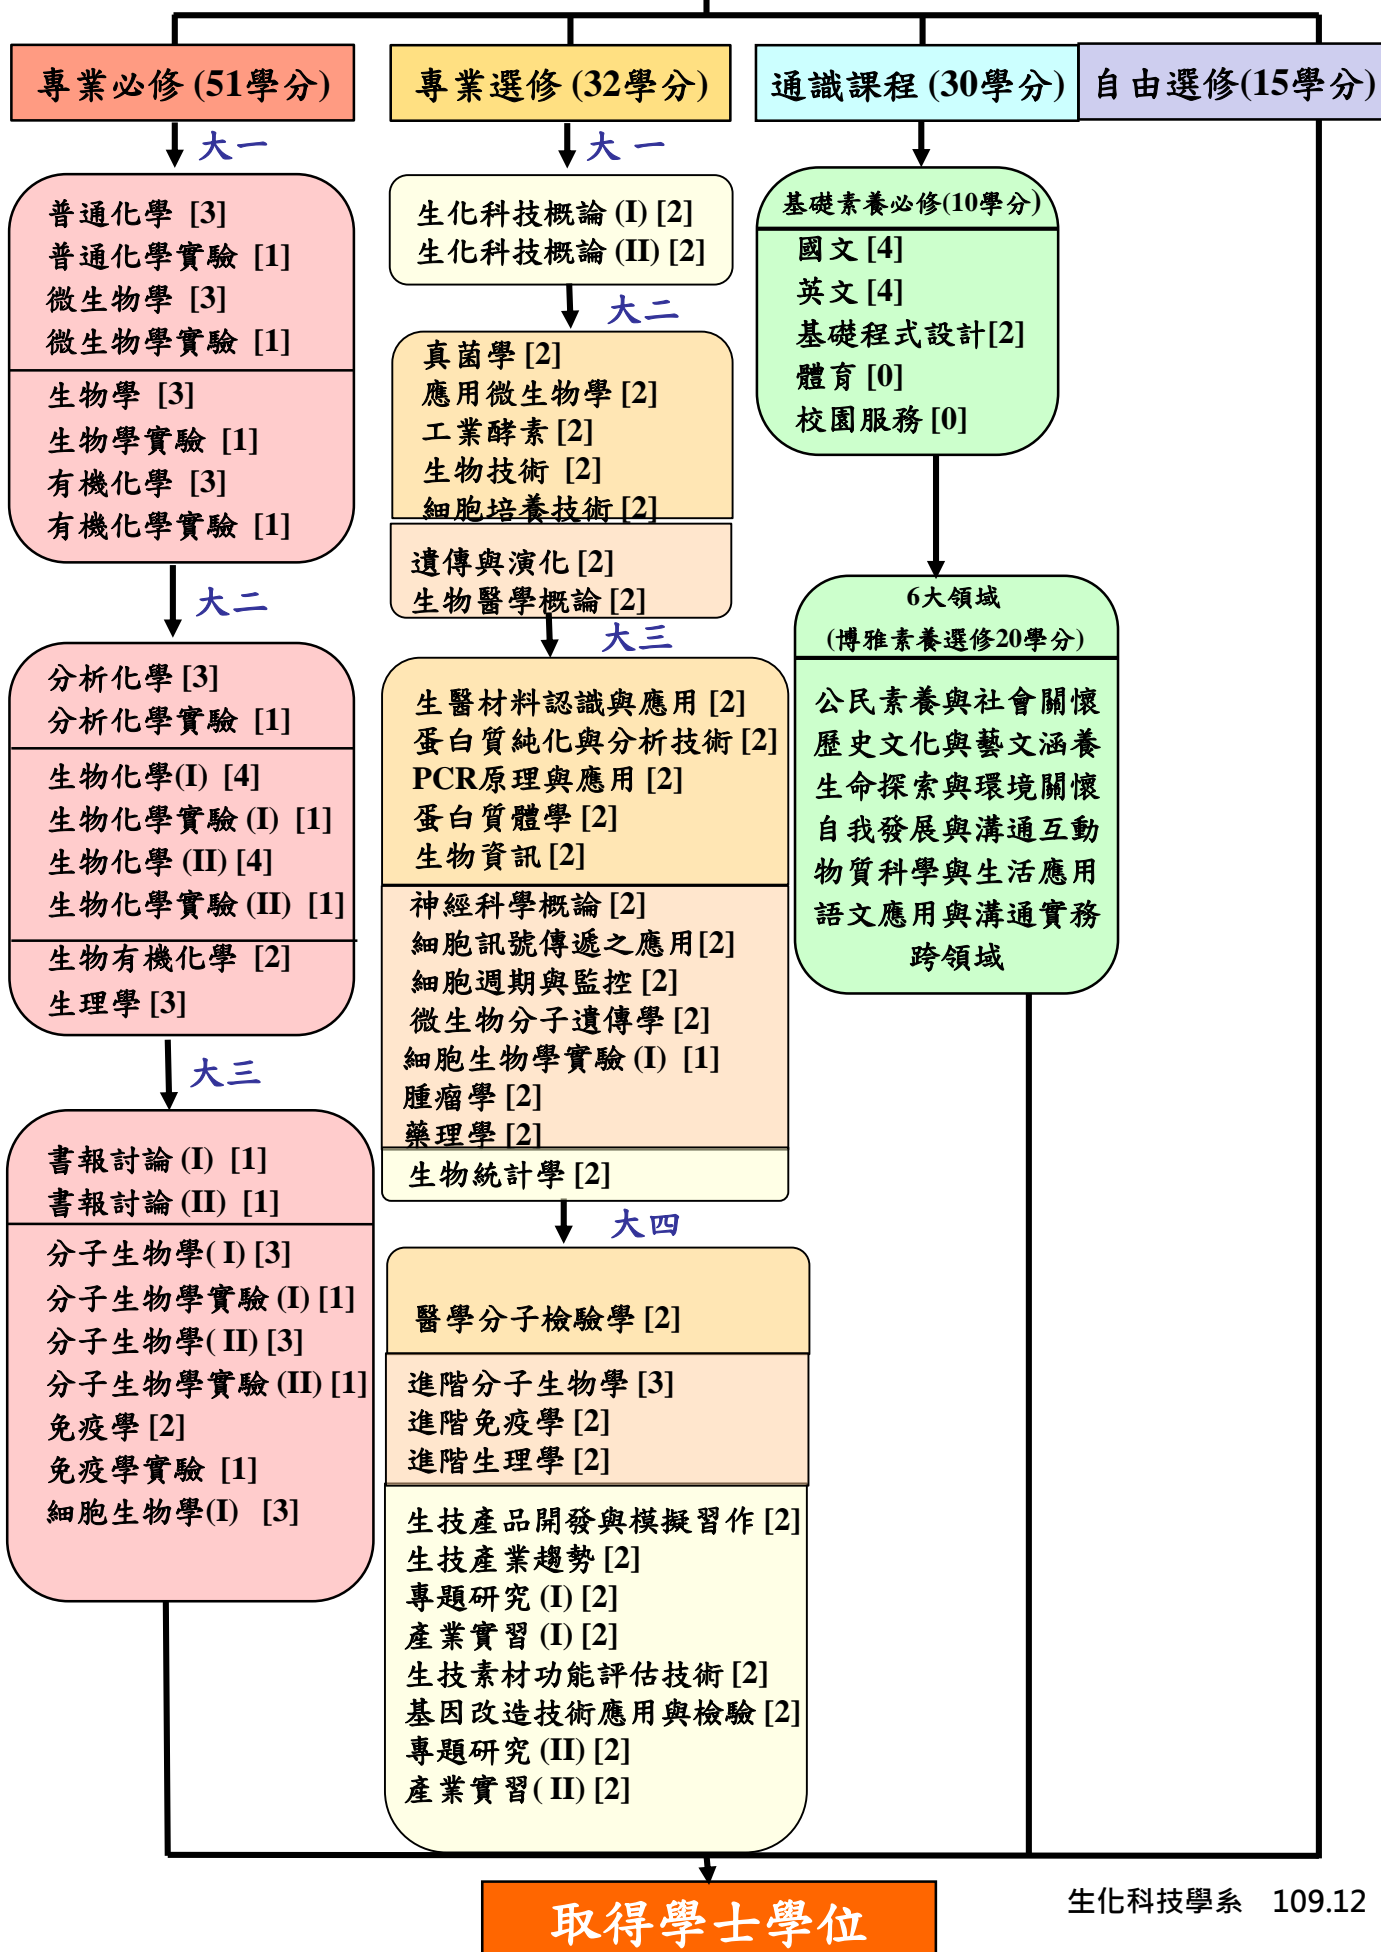 專業必修 (51學分)
大一
普通化學 [3]
普通化學實驗 [1]
微生物學 [3]
微生物學實驗 [1]
生物學 [3]
生物學實驗 [1]
有機化學 [3]
有機化學實驗 [1]
大二
分析化學 [3]
分析化學實驗 [1]
生物化學(I) [4]
生物化學實驗 (I) [1]
生物化學 (II) [4]
生物化學實驗 (II) [1]
生物有機化學 [2]
生理學 [3]
大三
書報討論 (I) [1]
書報討論 (II) [1]
分子生物學( I) [3]
分子生物學實驗 (I) [1]
分子生物學( II) [3]
分子生物學實驗 (II) [1]
免疫學 [2]
免疫學實驗 [1]
細胞生物學(I) [3]
專業選修 (32學分)
大 一
生化科技概論 (I) [2]
生化科技概論 (II) [2]
大二
真菌學 [2]
應用微生物學 [2]
工業酵素 [2]
生物技術 [2]
細胞培養技術 [2]
遺傳與演化 [2]
生物醫學概論 [2]
大三
生醫材料認識與應用 [2]
蛋白質純化與分析技術 [2]
PCR原理與應用 [2]
蛋白質體學 [2]
生物資訊 [2]
神經科學概論 [2]
細胞訊號傳遞之應用[2]
細胞週期與監控 [2]
微生物分子遺傳學 [2]
細胞生物學實驗 (I) [1]
腫瘤學 [2]
藥理學 [2]
生物統計學 [2]
大四
醫學分子檢驗學 [2]
進階分子生物學 [3]
進階免疫學 [2]
進階生理學 [2]
生技產品開發與模擬習作 [2]
生技產業趨勢 [2]
專題研究 (I) [2]
產業實習 (I) [2]
生技素材功能評估技術 [2]
基因改造技術應用與檢驗 [2]
專題研究 (II) [2]
產業實習( II) [2]
通識課程 (30學分)
基礎素養必修(10學分)
國文 [4]
英文 [4]
基礎程式設計[2]
體育 [0]
校園服務 [0]
6大領域
(博雅素養選修20學分)
公民素養與社會關懷
歷史文化與藝文涵養
生命探索與環境關懷
自我發展與溝通互動
物質科學與生活應用
語文應用與溝通實務
跨領域
自由選修(15學分)
取得學士學位
生化科技學系 109.12